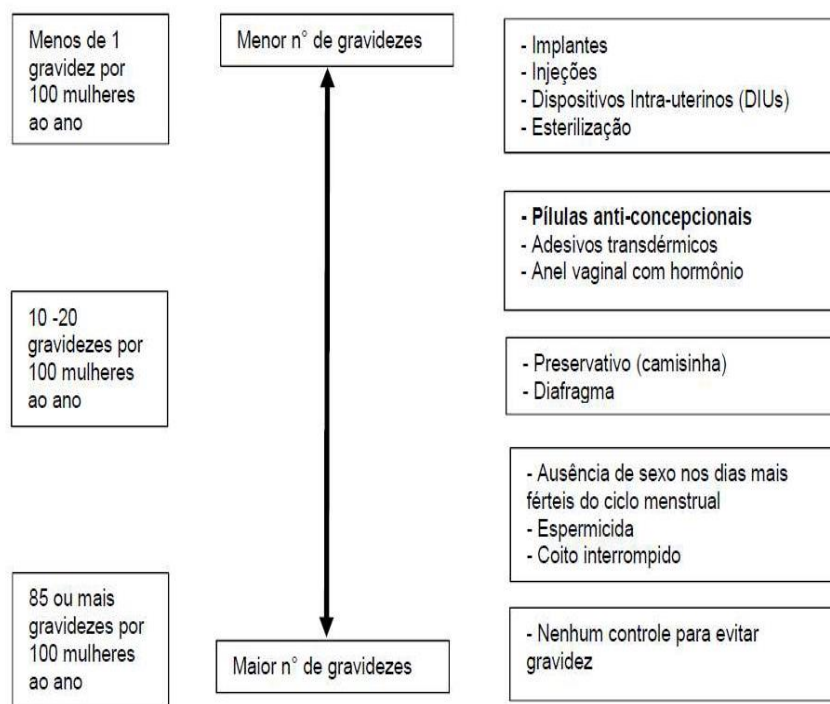 Menos de 1
gravidez por
100 mulheres
ao ano
Menor n° de gravidezes
- Implantes
- Injeções
- Dispositivos Intra-uterinos (DIUs)
- Esterilização
- Pílulas anti-concepcionais
- Adesivos transdérmicos
- Anel vaginal com hormônio
10 -20
gravidezes por
100 mulheres
ao ano
- Preservativo (camisinha)
- Diafragma
- Ausência de sexo nos dias mais
férteis do ciclo menstrual
- Espermicida
- Coito interrompido
85 ou mais
gravidezes por
100 mulheres
ao ano
Maior n° de gravidezes
- Nenhum controle para evitar
gravidez